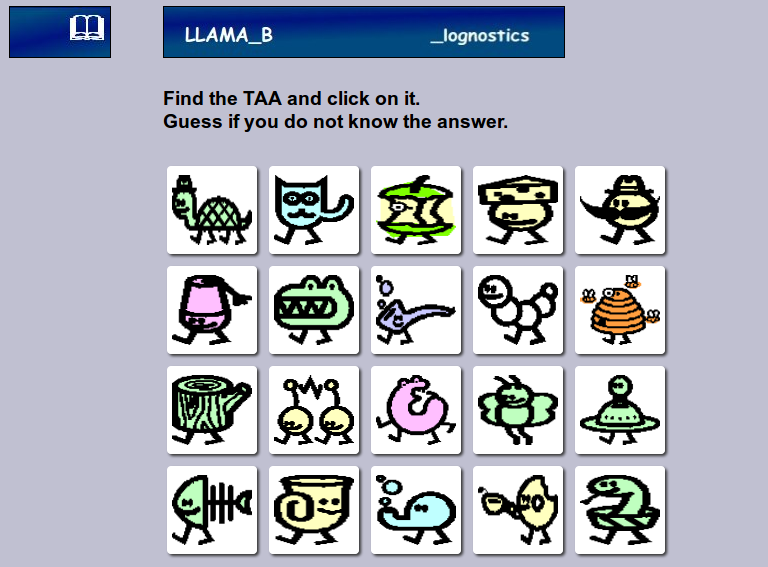 LLAMA_B
_lognostics
Find the TAA and click on it.
Guess if you do not know the answer.